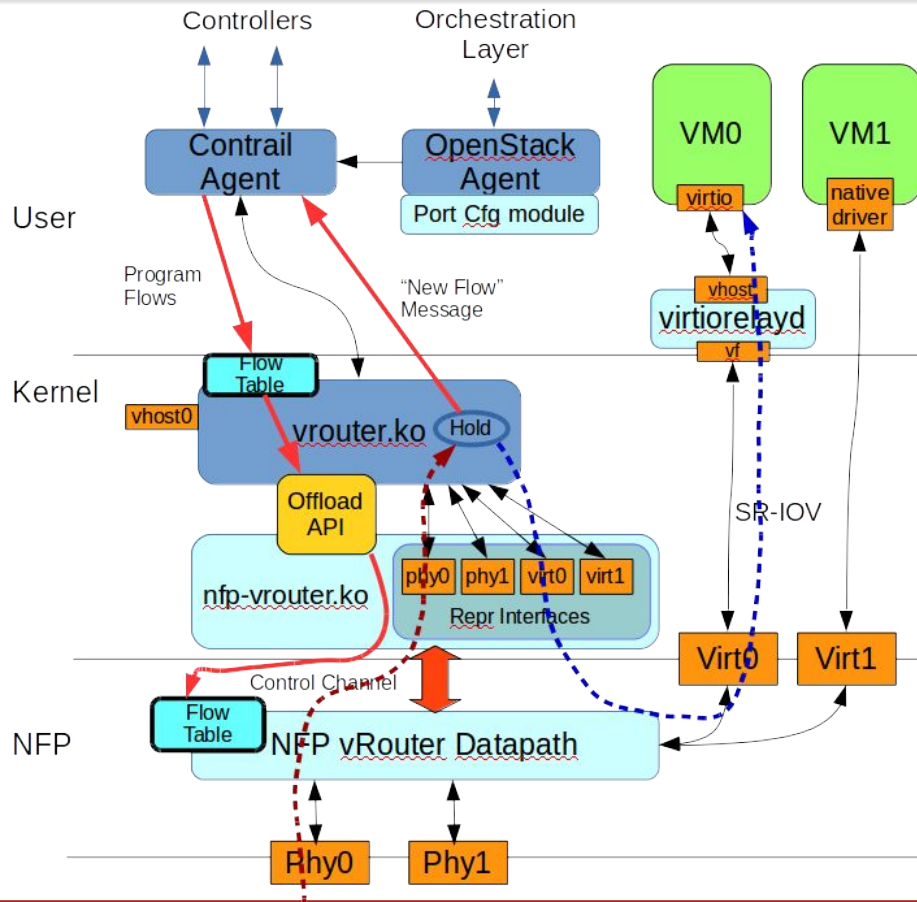 Controllers
Orchestration
Layer
Contrail
Agent
OpenStack
Agent
Port Cfg module
VM0
VM1
virtio
native
driver
User
Program
Flows
"New Flow"
Message
vhost
virtiorelayd
vf
Flow
Table
Kernel
vhost0
vrouter.ko
Hold
Offload
API
SR-IOV
phy0
phy1
virt0
virt1
nfp-vrouter.ko
Repr Interfaces
Virt0
Virt1
Control Channel
Flow
Table
NFP
NFP vRouter Datapath
Phy0
Phy1